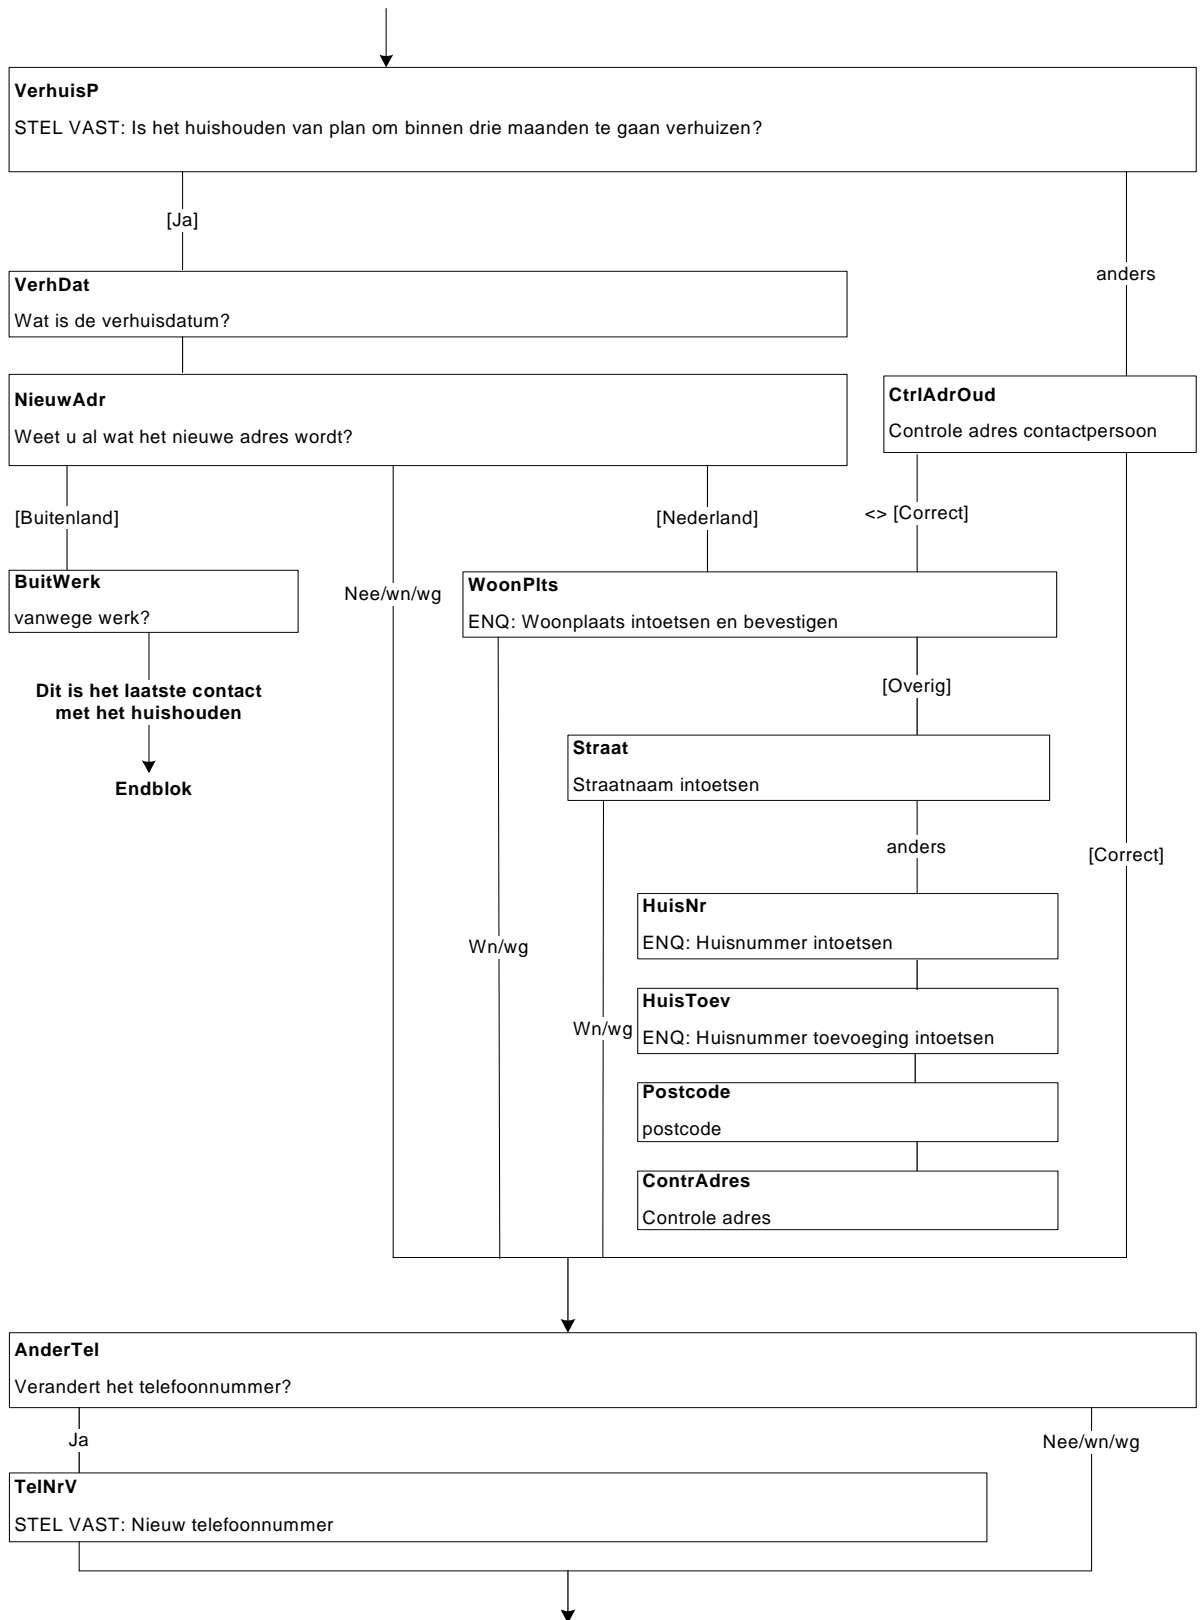 VerhuisP
STEL VAST: Is het huishouden van plan om binnen drie maanden te gaan verhuizen?
[Ja]
anders
VerhDat
Wat is de verhuisdatum?
NieuwAdr
Weet u al wat het nieuwe adres wordt?
CtrlAdrOud
Controle adres contactpersoon
[Buitenland]
[Nederland]
<> [Correct]
BuitWerk
vanwege werk?
Nee/wn/wg
WoonPlts
ENQ: Woonplaats intoetsen en bevestigen
Dit is het laatste contact
met het huishouden
Endblok
[Overig]
Straat
Straatnaam intoetsen
anders
[Correct]
HuisNr
ENQ: Huisnummer intoetsen
Wn/wg
HuisToev
ENQ: Huisnummer toevoeging intoetsen
Wn/wg
Postcode
postcode
ContrAdres
Controle adres
AnderTel
Verandert het telefoonnummer?
Ja
Nee/wn/wg
TelNrV
STEL VAST: Nieuw telefoonnummer